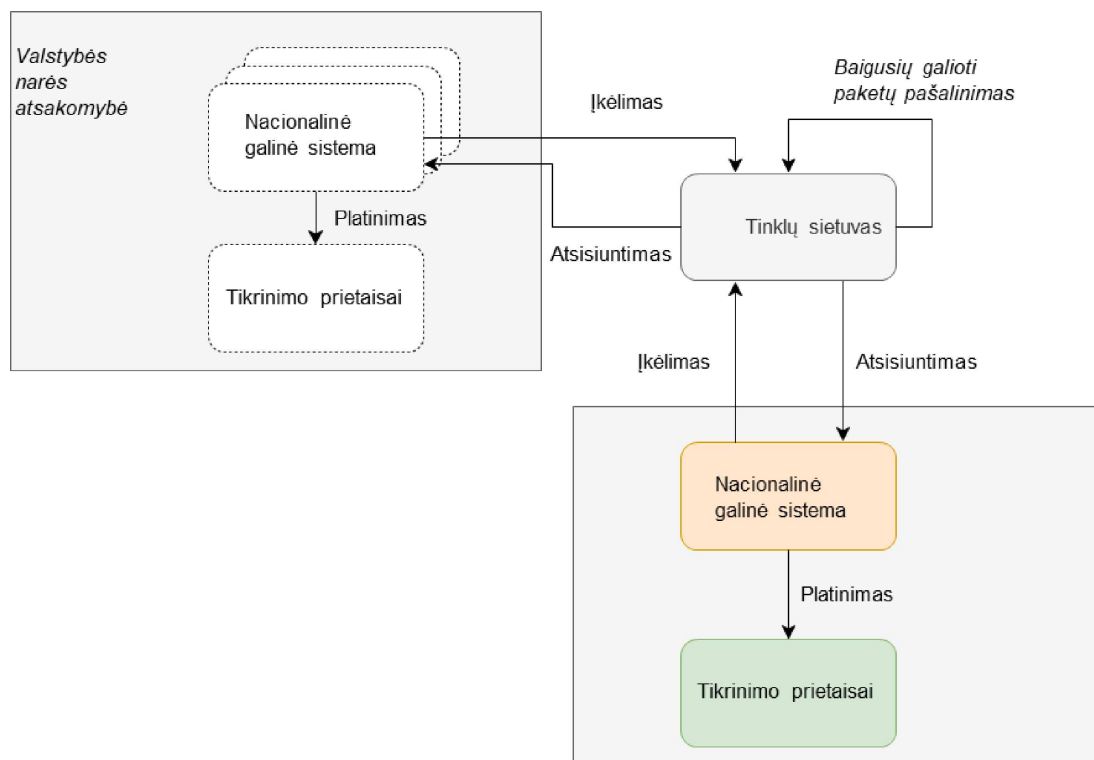 Valstybės
narės
atsakomybė
Nacionalinė
galinė sistema
Platinimas
Tikrinimo prietaisai
Įkėlimas
Atsisiuntimas
Baigusių galioti
paketų pašalinimas
Tinklų sietuvas
Įkėlimas
Atsisiuntimas
Nacionalinė
galinė sistema
Platinimas
Tikrinimo prietaisai